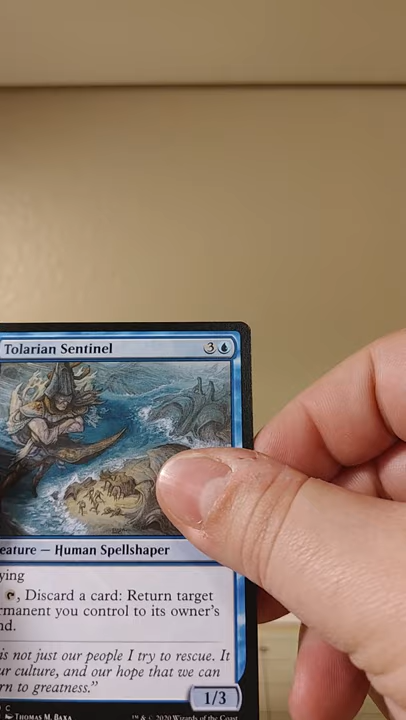 Tolarian Sentinel 3
eature — Human Spellshaper
ying
, Discard a card: Return target
rmanent you control to its owner's
nd.
is not just our people I try to rescue. It
ur culture, and our hope that we can
rn to greatness."
1/3
C
Thomas M. Baxa ™ & © 2020 Wizards of the Coast